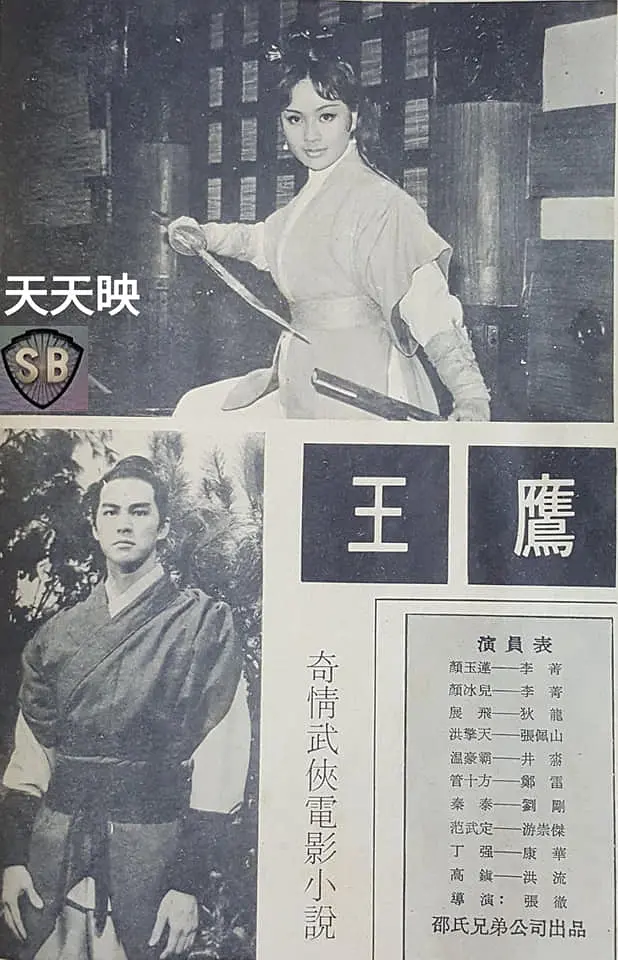 天天映
SB
王鷹
奇情武俠電影小說
演員表
顏玉蓮——李菁
顏冰兒——李菁
展飛——狄龍
洪擎天——張佩山
温豪霸——井淼
管十方——鄭雷
秦泰——劉剛
范武定——游崇傑
丁强——康華
高鎮——洪流
導演：張徹
邵氏兄弟公司出品